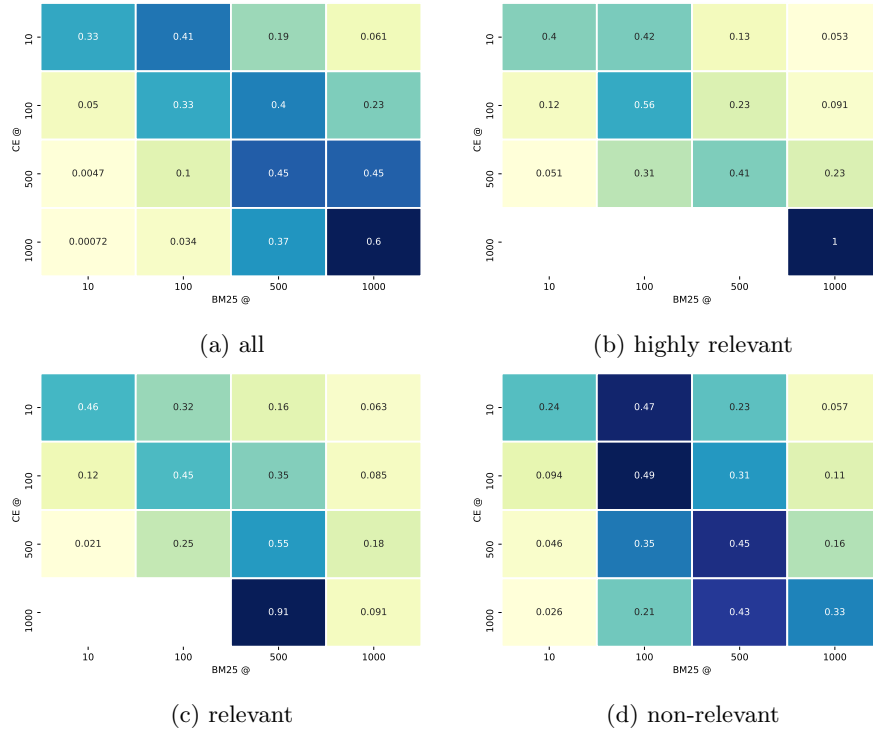 10 0.33 0.41 0.19 0.061
100 0.05 0.33 0.4 0.23
CE @
500 0.0047 0.1 0.45 0.45
1000 0.00072 0.034 0.37 0.6
10 100 500 1000
BM25 @
(a) all
10 0.4 0.42 0.13 0.053
100 0.12 0.56 0.23 0.091
CE @
500 0.051 0.31 0.41 0.23
1000 1
10 100 500 1000
BM25 @
(b) highly relevant
10 0.46 0.32 0.16 0.063
100 0.12 0.45 0.35 0.085
CE @
500 0.021 0.25 0.55 0.18
1000 0.91 0.091
10 100 500 1000
BM25 @
(c) relevant
10 0.24 0.47 0.23 0.057
100 0.094 0.49 0.31 0.11
CE @
500 0.046 0.35 0.45 0.16
1000 0.026 0.21 0.43 0.33
10 100 500 1000
BM25 @
(d) non-relevant